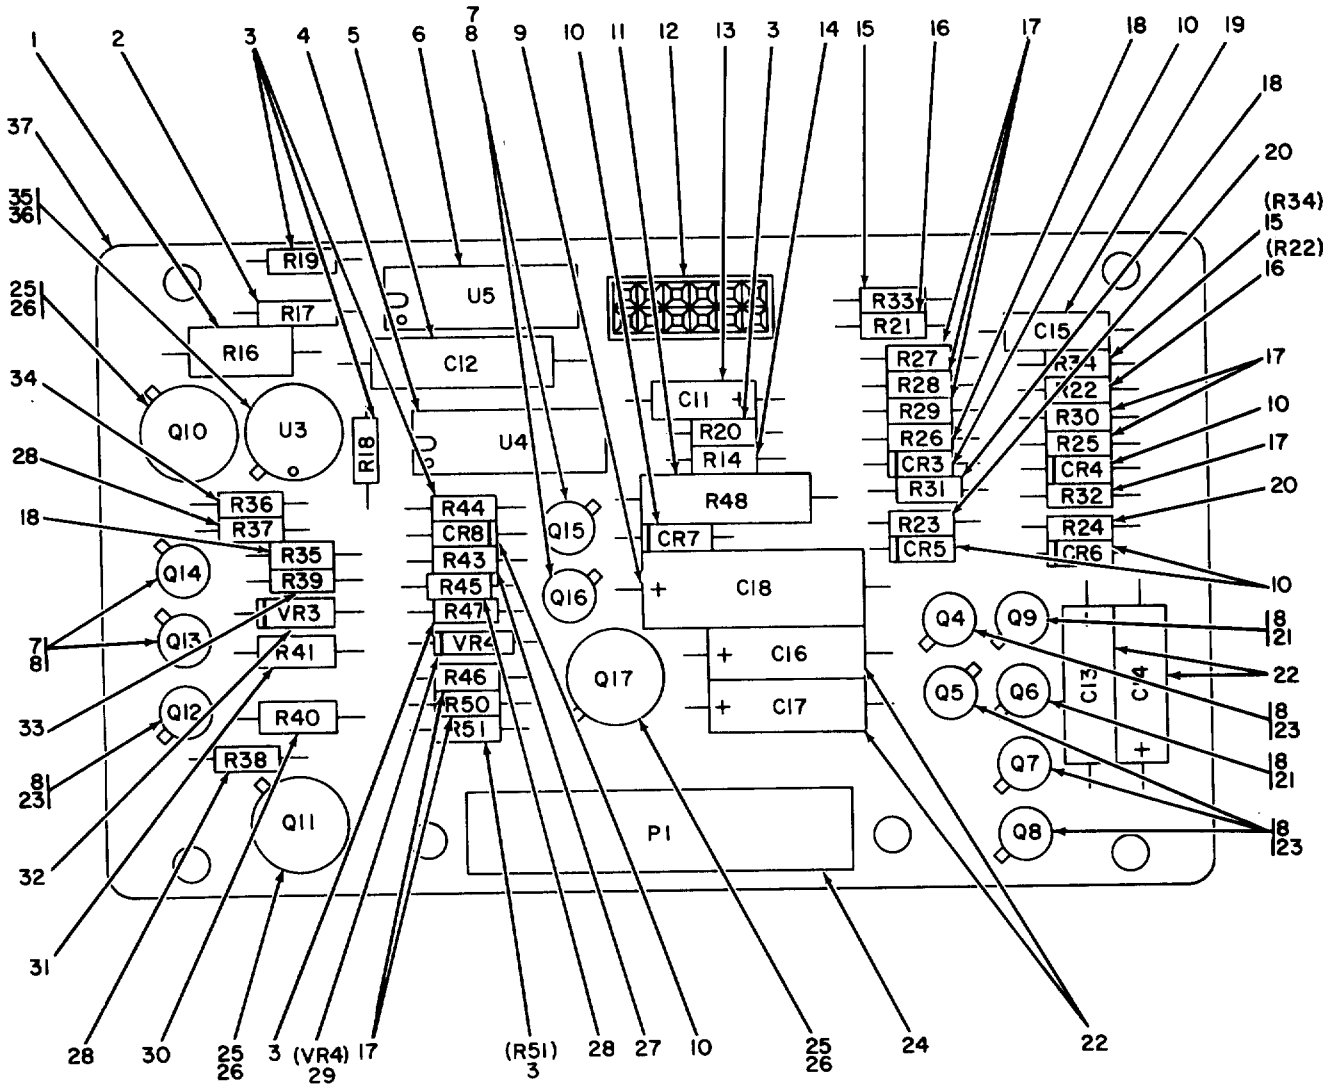 7
1 2 3 4 5 6 8 9 10 11 12 13 3 14 15 16 17 18 10 19
18
37
20
35
36
(R34)
15
(R22)
16
25
26
R19
U5
R33
R17
R21
C15
R16
C12
R27
R34
17
34
R28
R22
C11 +
R29
R30
10
Q10
U3
R18
U4
R20
R26
R25
28
R14
CR3
CR4
17
R31
R32
R36
R44
R48
20
18
R37
CR8
Q15
CR7
R23
R24
R35
R43
CR5
CR6
Q14
R39
R45
Q16
+ C18
10
7
8
VR3
R47
Q4
Q9
8
21
Q13
R41
VR4
+ C16
C13
C14
22
33
R46
Q17
Q5
Q6
Q12
R40
R50
+ C17
8
23
R51
+
8
23
R38
Q7
8
21
Q11
P1
Q8
8
23
32
31
28 30 25
26
3 (VR4)
29
17 (R51)
3
28 27 10 25
26
24 22